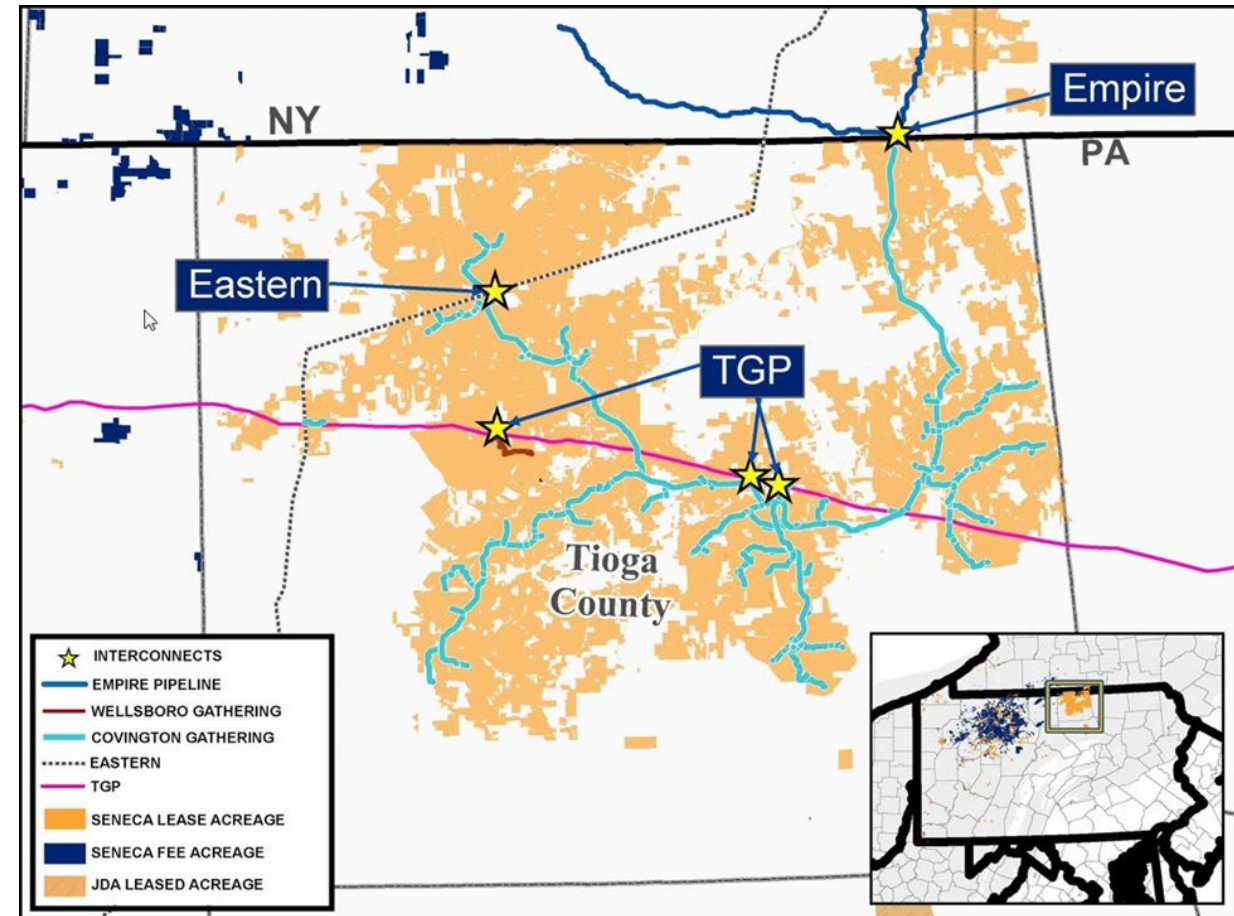 Empire
NY
PA
Eastern
TGP
Tioga
County
INTERCONNECTS
EMPIRE PIPELINE
WELLSBORO GATHERING
COVINGTON GATHERING
EASTERN
TGP
SENECA LEASE ACREAGE
SENECA FEE ACREAGE
JDA LEASED ACREAGE